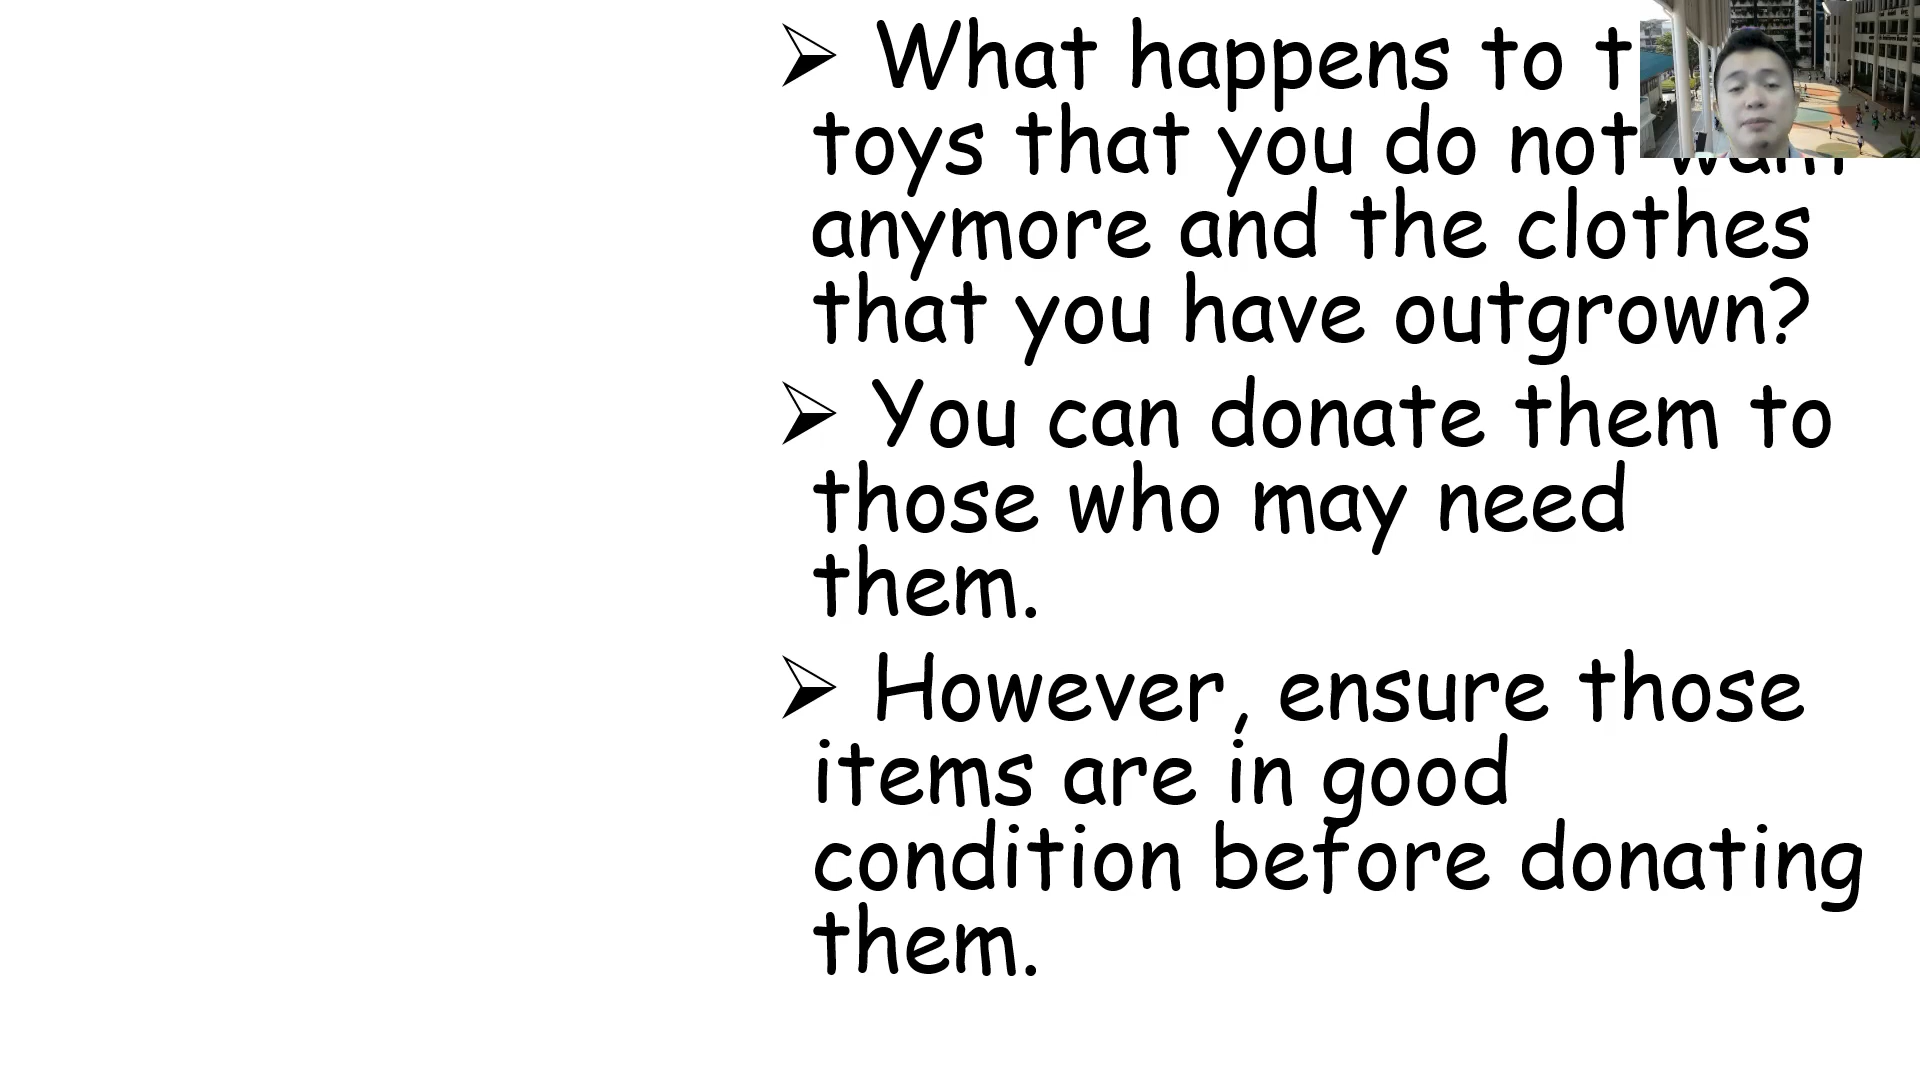 ➢ What happens to t
toys that you do not want
anymore and the clothes
that you have outgrown?
➢ You can donate them to
those who may need
them.
➢ However, ensure those
items are in good
condition before donating
them.